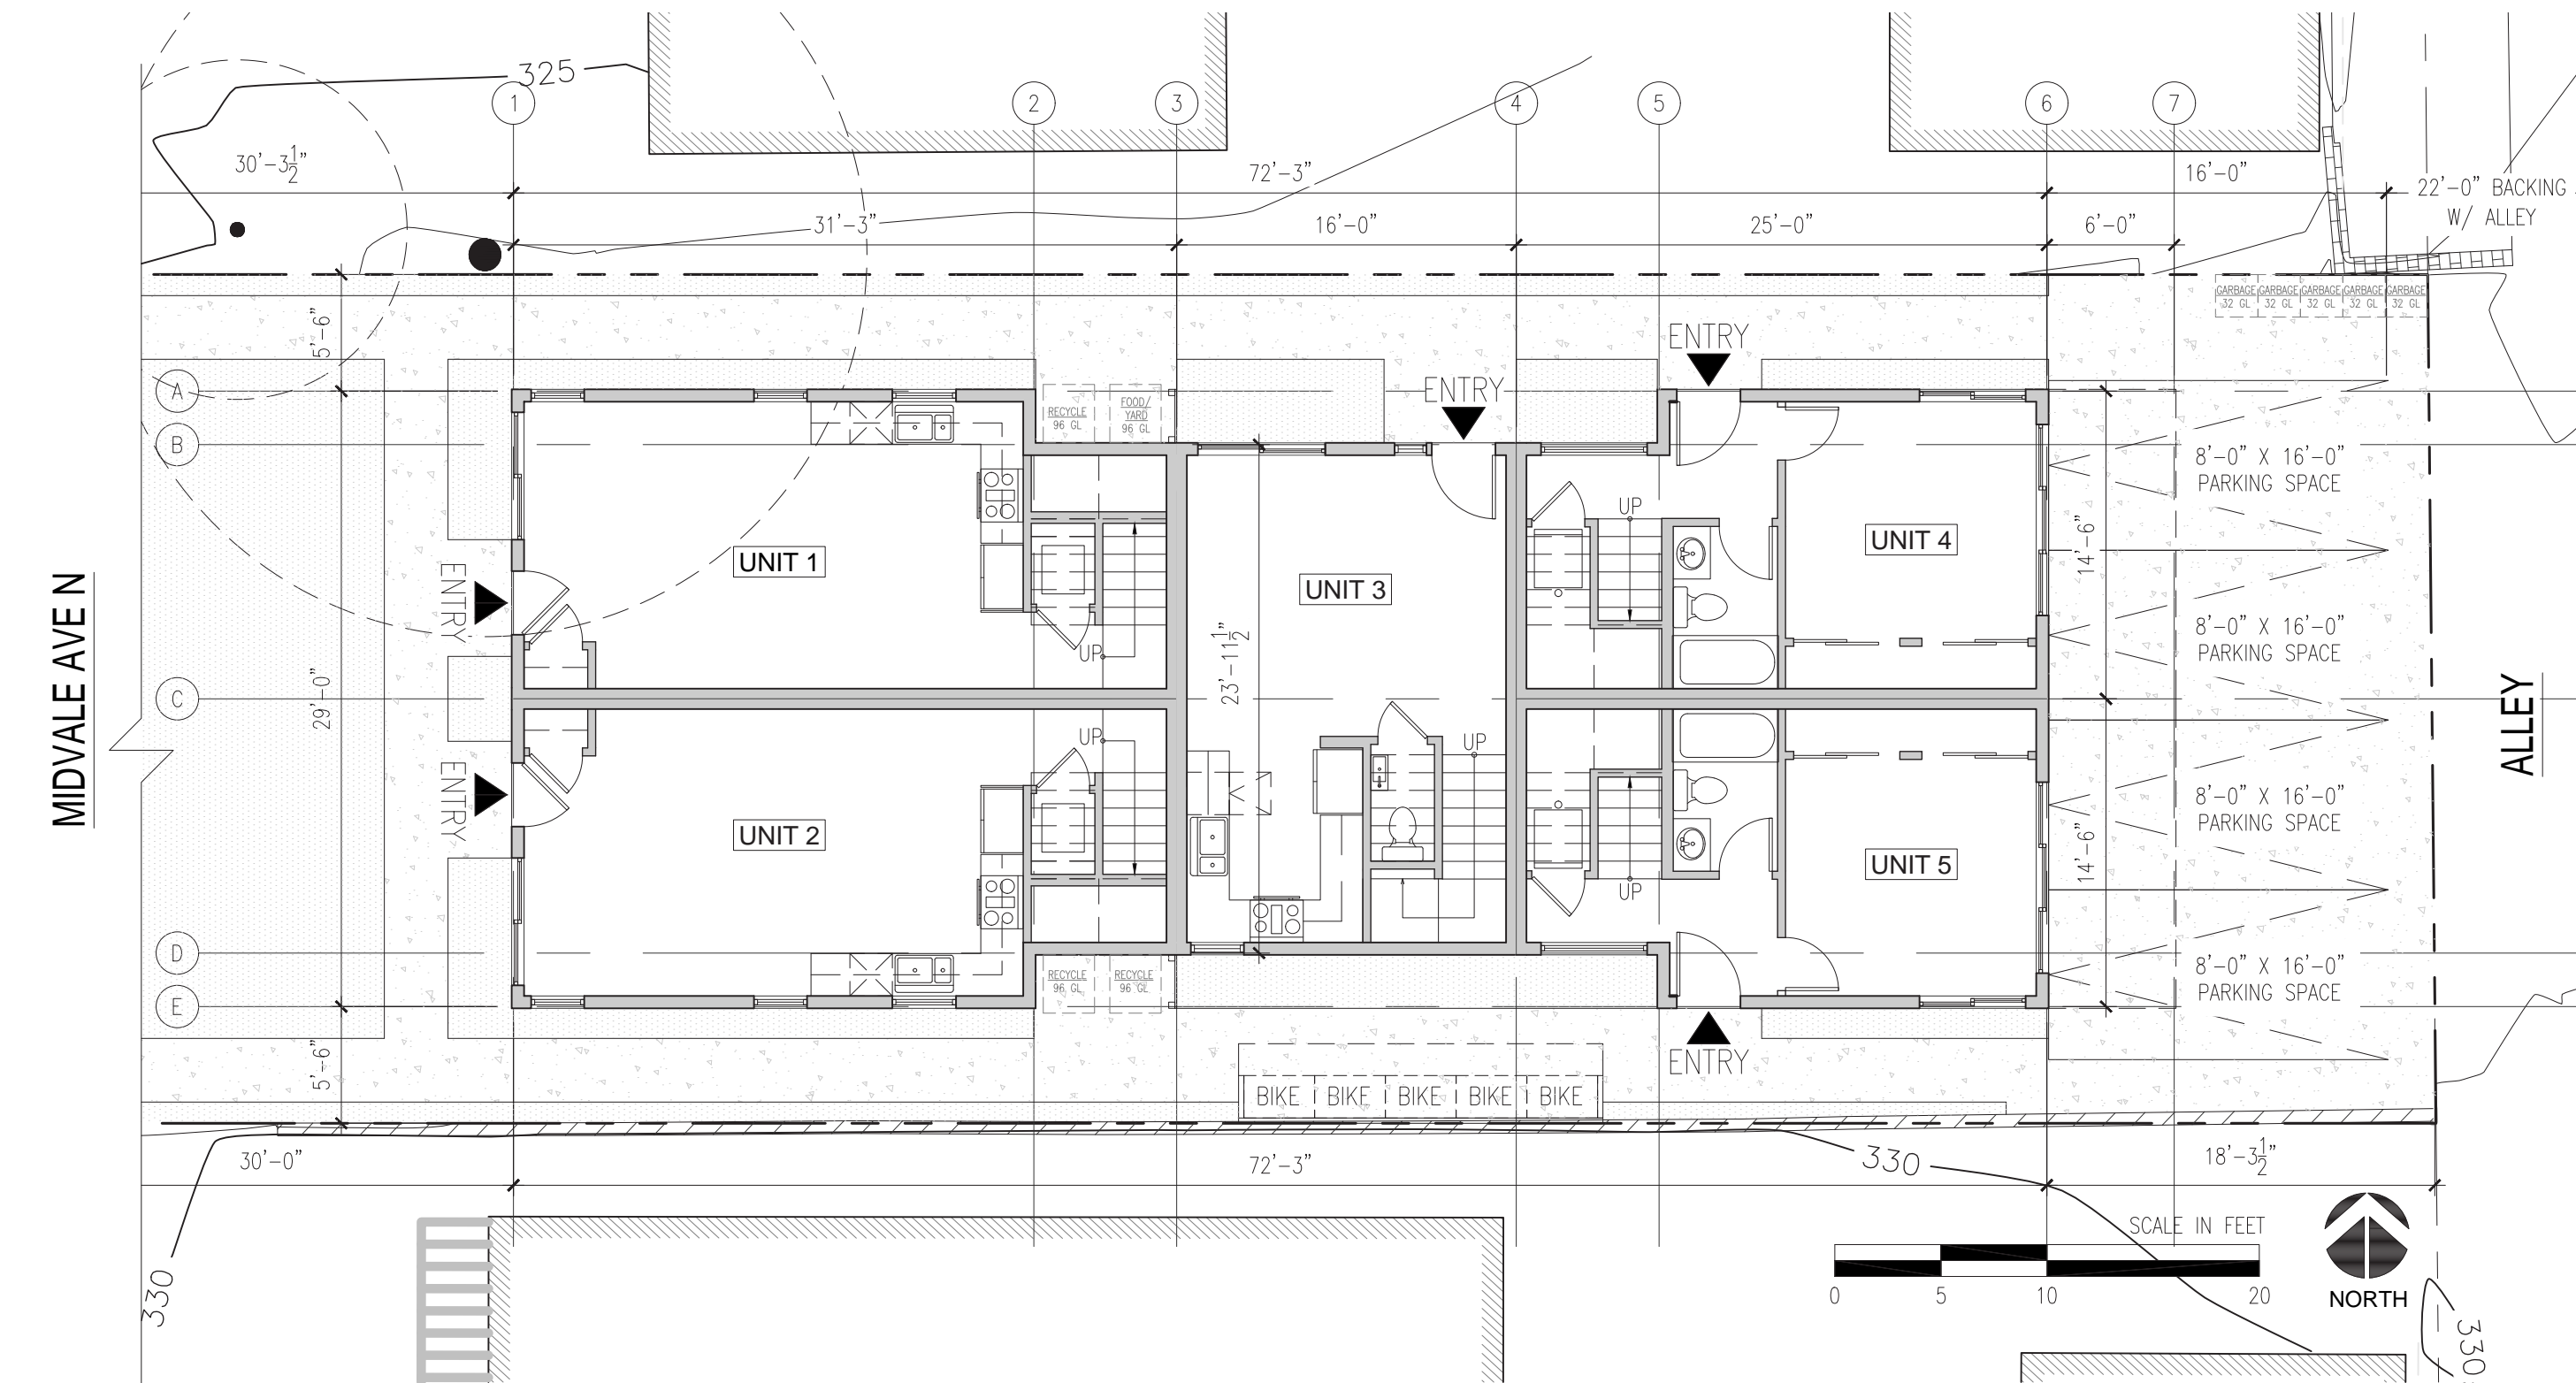 325
1
2
3
4
5
6
7
30'-3 1/2"
72'-3"
16'-0"
22'-0" BACKING
W/ ALLEY
31'-3"
16'-0"
25'-0"
6'-0"
GARBAGE
32 GL
GARBAGE
32 GL
GARBAGE
32 GL
GARBAGE
32 GL
GARBAGE
32 GL
5'-6"
ENTRY
ENTRY
A
B
C
D
E
RECYCLE
96 GL
FOOD/
YARD
96 GL
8'-0" X 16'-0"
PARKING SPACE
8'-0" X 16'-0"
PARKING SPACE
8'-0" X 16'-0"
PARKING SPACE
8'-0" X 16'-0"
PARKING SPACE
UP
UNIT 1
UNIT 3
UNIT 4
14'-6"
ENTRY
MIDVALE AVE N
23'-11 1/2"
UP
29'-0"
ALLEY
UP
UP
ENTRY
UNIT 2
UNIT 5
14'-6"
UP
RECYCLE
96 GL
RECYCLE
96 GL
5'-6"
ENTRY
BIKE
BIKE
BIKE
BIKE
BIKE
30'-0"
72'-3"
330
18'-3 1/2"
330
SCALE IN FEET
0
5
10
20
NORTH
330